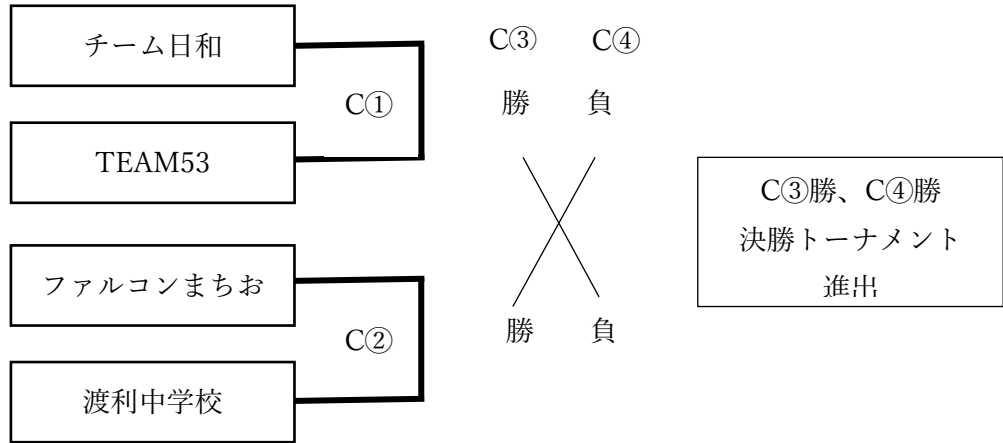 チーム日和
C①
TEAM53
ファルコンまちお
C②
渡利中学校
C③ C④
勝 負
勝 負
C③勝、C④勝
決勝トーナメント
進出